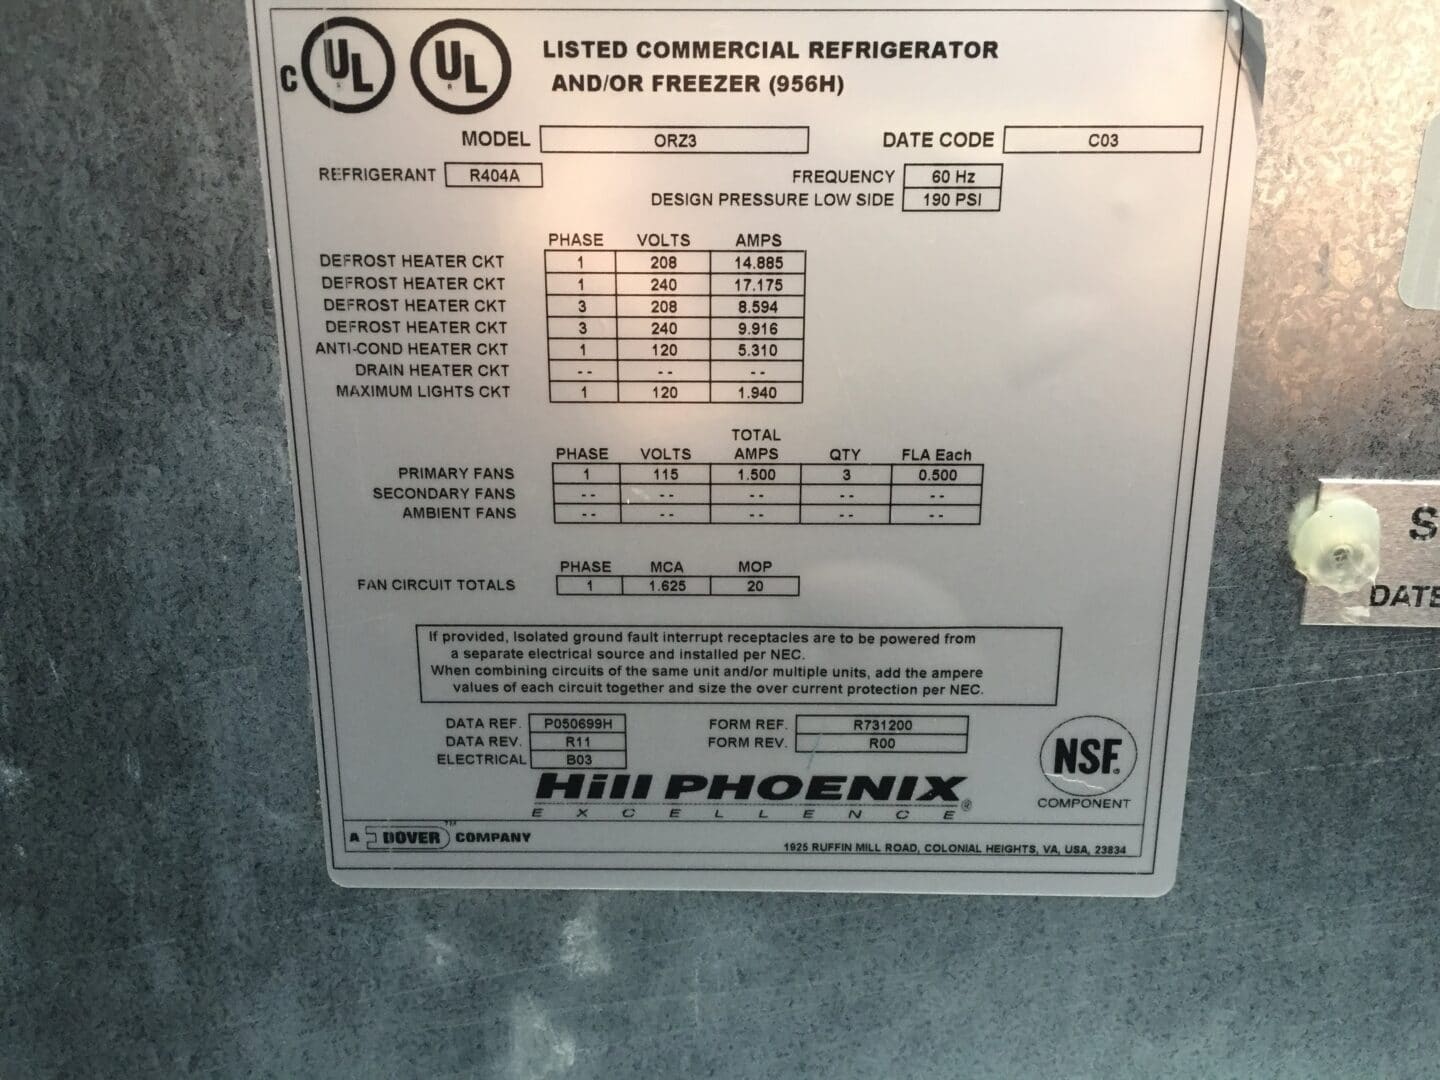 C UL UL LISTED COMMERCIAL REFRIGERATOR
AND/OR FREEZER (956H)
MODEL ORZ3 DATE CODE C03
REFRIGERANT R404A FREQUENCY 60 Hz
DESIGN PRESSURE LOW SIDE 190 PSI
PHASE VOLTS AMPS
DEFROST HEATER CKT 1 208 14.885
DEFROST HEATER CKT 1 240 17.175
DEFROST HEATER CKT 3 208 8.594
DEFROST HEATER CKT 3 240 9.916
ANTI-COND HEATER CKT 1 120 5.310
DRAIN HEATER CKT -- -- --
MAXIMUM LIGHTS CKT 1 120 1.940
TOTAL
PHASE VOLTS AMPS QTY FLA Each
PRIMARY FANS 1 115 1.500 3 0.500
SECONDARY FANS -- -- -- -- --
AMBIENT FANS -- -- -- -- --
PHASE MCA MOP
FAN CIRCUIT TOTALS 1 1.625 20
If provided, Isolated ground fault interrupt receptacles are to be powered from
a separate electrical source and installed per NEC.
When combining circuits of the same unit and/or multiple units, add the ampere
values of each circuit together and size the over current protection per NEC.
DATA REF. P050699H FORM REF. R731200
DATA REV. R11 FORM REV. R00
ELECTRICAL B03
NSF.
COMPONENT
Hill PHOENIX®
EXCELLENCE
A DOVER™ COMPANY
1925 RUFFIN MILL ROAD, COLONIAL HEIGHTS, VA, USA, 23834
S
DATE